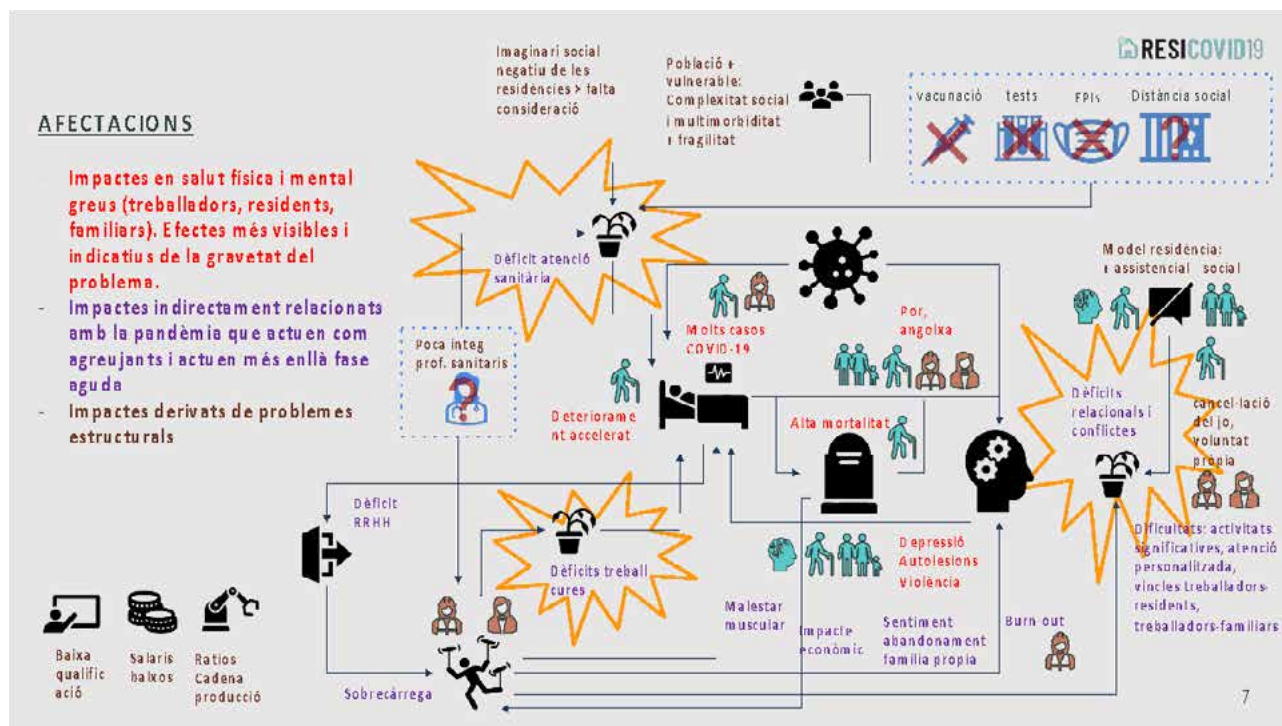 RESICOVID19
Imaginari social
negatiu de les
residències > falta
consideració
Població +
vulnerable:
Complexitat social
i multimorbiditat
+ fragilitat
vacunació
tests
EPIs
Distància social
AFECTACIONS
Impactes en salut física i mental
greus (treballadors, residents,
familiars). Efectes més visibles i
indicatius de la gravetat del
problema.
- Impactes indirectament relacionats
amb la pandèmia que actuen com
agreujants i actuen més enllà fase
aguda
- Impactes derivats de problemes
estructurals
Dèficit atenció
sanitària
Poca integ
prof. sanitaris
?
?
Molts casos
COVID-19
Por,
angoixa
Model residència:
+ assistencial social
Deteriorame
nt accelerat
Alta mortalitat
Dèficits
relacionals i
conflictes
cancel·lació
del jo,
voluntat
pròpia
Dèficit
RRHH
Dèficits treball
cures
Depressió
Autolesions
Violència
Dificultats: activitats
significatives, atenció
personalitzada,
vincles treballadors-
residents,
treballadors-familiars
Malestar
muscular
Impacte
econòmic
Sentiment
abandonament
família pròpia
Burn out
Baixa
qualific
ació
Salaris
baixos
Ratios
Cadena
producció
Sobrecàrrega
7